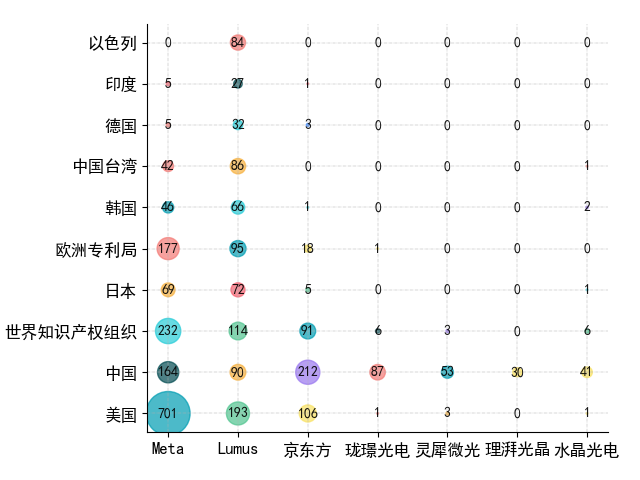 以色列 0 84 0 0 0 0 0
印度 5 27 1 0 0 0 0
德国 5 32 3 0 0 0 0
中国台湾 42 86 0 0 0 0 1
韩国 46 66 1 0 0 0 2
欧洲专利局 177 95 18 1 0 0 0
日本 69 72 5 0 0 0 1
世界知识产权组织 232 114 91 6 3 0 6
中国 164 90 212 87 53 30 41
美国 701 193 106 1 3 0 1
Meta Lumus 京东方 珑璟光电 灵犀微光 理湃光晶 水晶光电